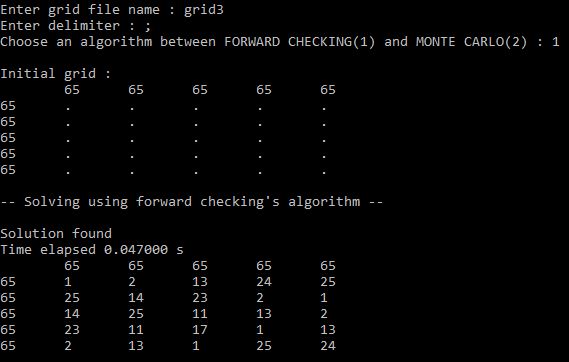 Enter grid file name : grid3
Enter delimiter : ;
Choose an algorithm between FORWARD CHECKING(1) and MONTE CARLO(2) : 1
Initial grid :
65 65 65 65 65
65 . . . . .
65 . . . . .
65 . . . . .
65 . . . . .
65 . . . . .
-- Solving using forward checking's algorithm --
Solution found
Time elapsed 0.047000 s
65 65 65 65 65
65 1 2 13 24 25
65 25 14 23 2 1
65 14 25 11 13 2
65 23 11 17 1 13
65 2 13 1 25 24